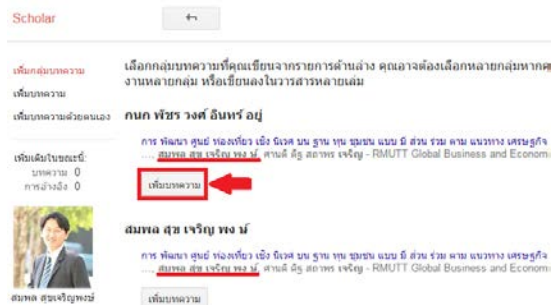 Scholar
เลือกกลุ่มบทความที่คุณเขียนจากรายการด้านล่าง คุณอาจต้องเลือกหลายกลุ่มหาก
งานหลายกลุ่ม หรือเขียนลงในวารสารหลายเล่ม
เพิ่มกลุ่มบทความ
เพิ่มบทความ
เพิ่มบทความด้วยตนเอง
เพิ่มเติมในขณะนี้:
บทความ 0
การอ้างอิง 0
สมพล สุขเจริญพงษ์
กนก พัชร วงศ์ อินทร์ อยู่
การ พัฒนา ศูนย์ ท่องเที่ยว เชิง นิเวศ บน ฐาน ทุน ชุมชน แบบ มี ส่วน ร่วม ตาม แนวทาง เศรษฐกิจ
..., สมพล สุข เจริญ พง ษ์, ศานติ ดิฐ สถาพร เจริญ - RMUTT Global Business and Economi
เพิ่มบทความ
สมพล สุข เจริญ พง ษ์
การ พัฒนา ศูนย์ ท่องเที่ยว เชิง นิเวศ บน ฐาน ทุน ชุมชน แบบ มี ส่วน ร่วม ตาม แนวทาง เศรษฐกิจ
..., สมพล สุข เจริญ พง ษ์, ศานติ ดิฐ สถาพร เจริญ - RMUTT Global Business and Economi
เพิ่มบทความ